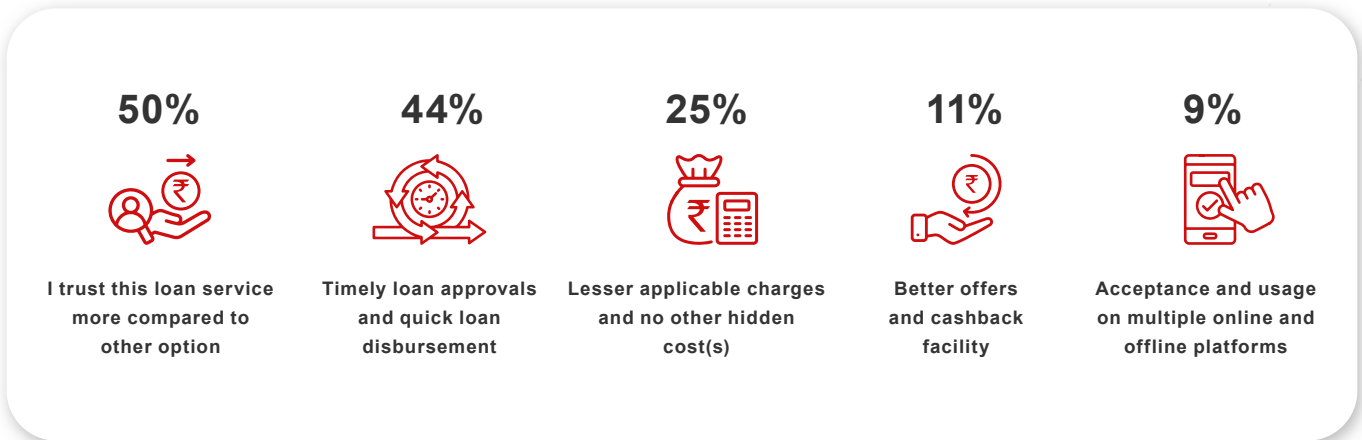 50%
44%
25%
11%
9%
I trust this loan service
more compared to
other option
Timely loan approvals
and quick loan
disbursement
Lesser applicable charges
and no other hidden
cost(s)
Better offers
and cashback
facility
Acceptance and usage
on multiple online and
offline platforms